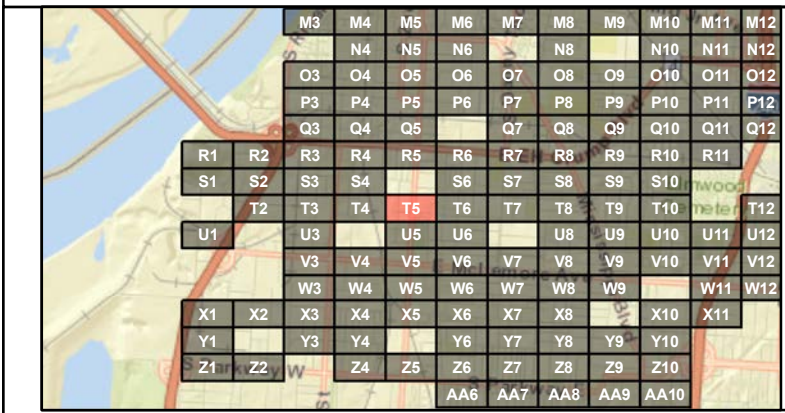 M3 M4 M5 M6 M7 M8 M9 M10 M11 M12
N4 N5 N6 N8 N10 N11 N12
O3 O4 O5 O6 O7 O8 O9 O10 O11 O12
P3 P4 P5 P6 P7 P8 P9 P10 P11 P12
Q3 Q4 Q5 Q7 Q8 Q9 Q10 Q11 Q12
R1 R2 R3 R4 R5 R6 R7 R8 R9 R10 R11
S1 S2 S3 S4 S6 S7 S8 S9 S10
T2 T3 T4 T5 T6 T7 T8 T9 T10 T12
U1 U3 U5 U6 U8 U9 U10 U11 U12
V3 V4 V5 V6 V7 V8 V9 V10 V11 V12
W3 W4 W5 W6 W7 W8 W9 W11 W12
X1 X2 X3 X4 X5 X6 X7 X8 X10 X11
Y1 Y3 Y4 Y6 Y7 Y8 Y9 Y10
Z1 Z2 Z4 Z5 Z6 Z7 Z8 Z9 Z10
AA6 AA7 AA8 AA9 AA10
S Parkway W